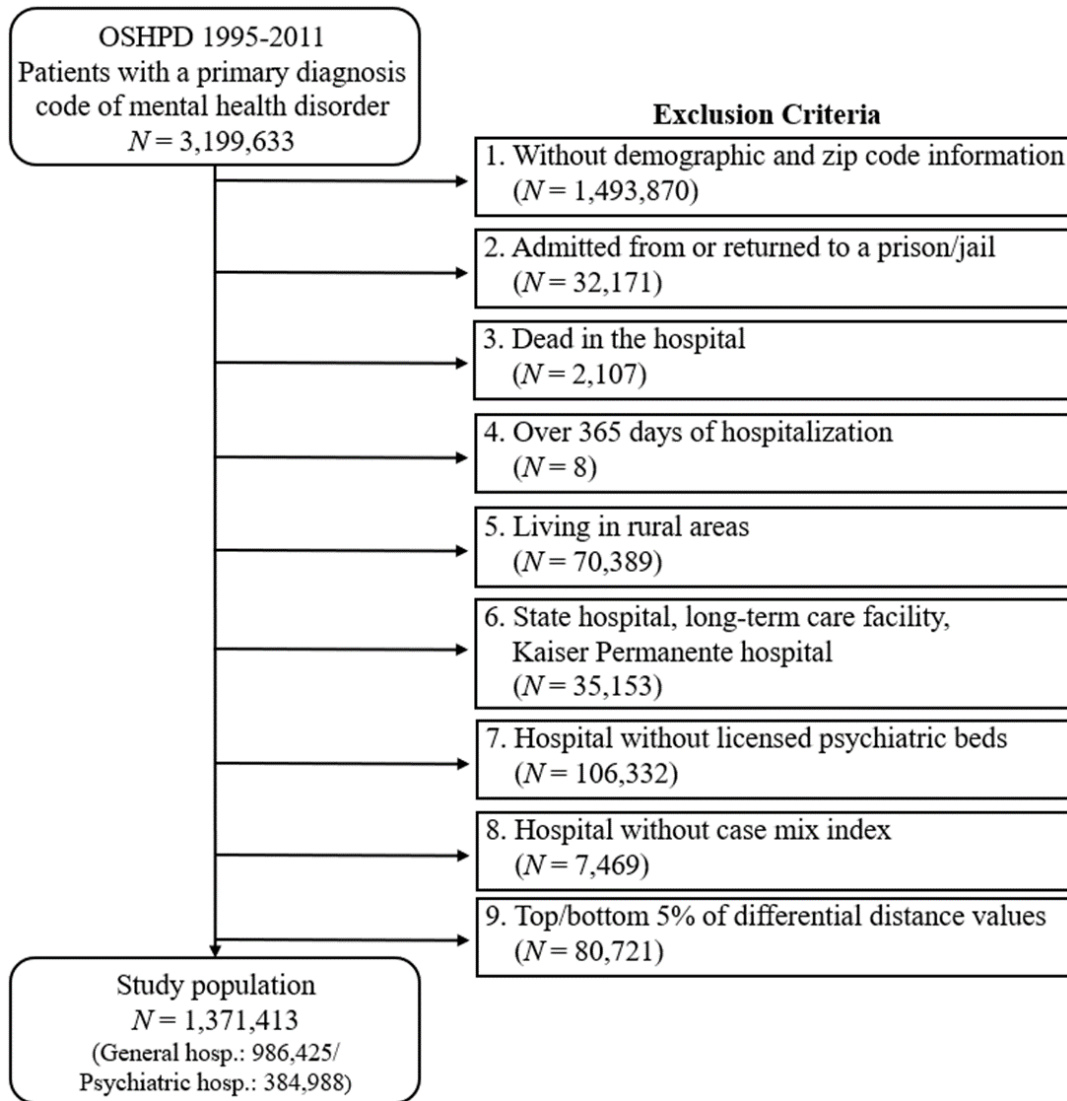 OSHPD 1995-2011
Patients with a primary diagnosis
code of mental health disorder
N = 3,199,633
Exclusion Criteria
1. Without demographic and zip code information
(N = 1,493,870)
2. Admitted from or returned to a prison/jail
(N = 32,171)
3. Dead in the hospital
(N = 2,107)
4. Over 365 days of hospitalization
(N = 8)
5. Living in rural areas
(N = 70,389)
6. State hospital, long-term care facility,
Kaiser Permanente hospital
(N = 35,153)
7. Hospital without licensed psychiatric beds
(N = 106,332)
8. Hospital without case mix index
(N = 7,469)
9. Top/bottom 5% of differential distance values
(N = 80,721)
Study population
N = 1,371,413
(General hosp.: 986,425/
Psychiatric hosp.: 384,988)